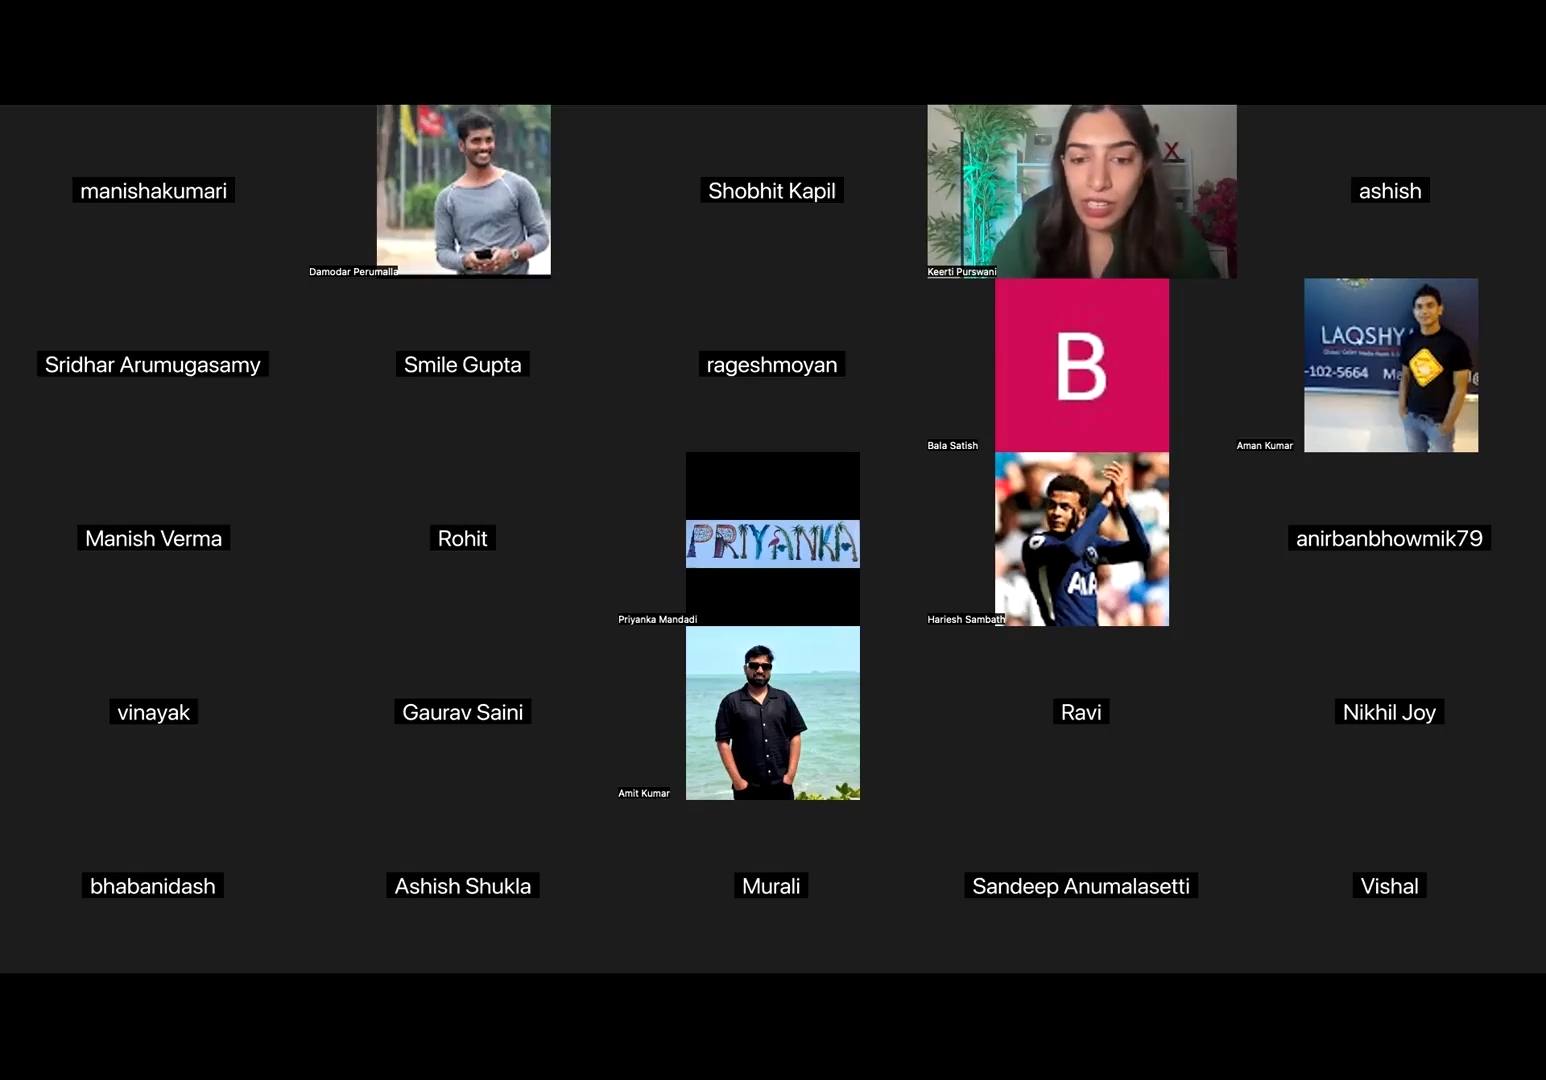 manishakumari
Damodar Perumalla
Shobhit Kapil
Keerti Purswani
ashish
Sridhar Arumugasamy
Smile Gupta
rageshmoyan
B
Bala Satish
LAQSHY
-102-5664
Aman Kumar
Manish Verma
Rohit
PRIYANKA
Priyanka Mandadi
AIA
Hariesh Sambath
anirbanbhowmik79
vinayak
Gaurav Saini
Amit Kumar
Ravi
Nikhil Joy
bhabanidash
Ashish Shukla
Murali
Sandeep Anumalasetti
Vishal